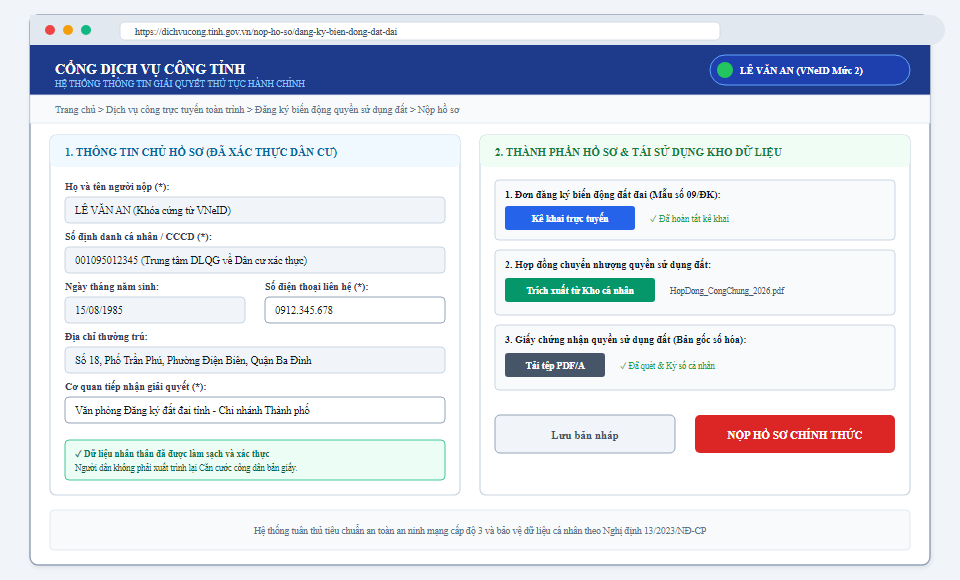 https://dichvucong.tinh.gov.vn/nop-ho-so/dang-ky-bien-dong-dat-dai
CỔNG DỊCH VỤ CÔNG TỈNH
HỆ THỐNG THÔNG TIN GIẢI QUYẾT THỦ TỤC HÀNH CHÍNH
LÊ VĂN AN (VNeID Mức 2)
Trang chủ > Dịch vụ công trực tuyến toàn trình > Đăng ký biến động quyền sử dụng đất > Nộp hồ sơ
1. THÔNG TIN CHỦ HỒ SƠ (ĐÃ XÁC THỰC DÂN CƯ)
Họ và tên người nộp (*):
LÊ VĂN AN (Khóa cứng từ VNeID)
Số định danh cá nhân / CCCD (*):
001095012345 (Trung tâm DLQG về Dân cư xác thực)
Ngày tháng năm sinh:
Số điện thoại liên hệ (*):
15/08/1985
0912.345.678
Địa chỉ thường trú:
Số 18, Phố Trần Phú, Phường Điện Biên, Quận Ba Đình
Cơ quan tiếp nhận giải quyết (*):
Văn phòng Đăng ký đất đai tỉnh - Chi nhánh Thành phố
✓ Dữ liệu nhân thân đã được làm sạch và xác thực
Người dân không phải xuất trình lại Căn cước công dân bản giấy.
2. THÀNH PHẦN HỒ SƠ & TÁI SỬ DỤNG KHO DỮ LIỆU
1. Đơn đăng ký biến động đất đai (Mẫu số 09/ĐK):
Kê khai trực tuyến
✓ Đã hoàn tất kê khai
2. Hợp đồng chuyển nhượng quyền sử dụng đất:
Trích xuất từ Kho cá nhân
HopDong_CongChung_2026.pdf
3. Giấy chứng nhận quyền sử dụng đất (Bản gốc số hóa):
Tải tệp PDF/A
✓ Đã quét & Ký số cá nhân
Lưu bản nháp
NỘP HỒ SƠ CHÍNH THỨC
Hệ thống tuân thủ tiêu chuẩn an toàn an ninh mạng cấp độ 3 và bảo vệ dữ liệu cá nhân theo Nghị định 13/2023/NĐ-CP